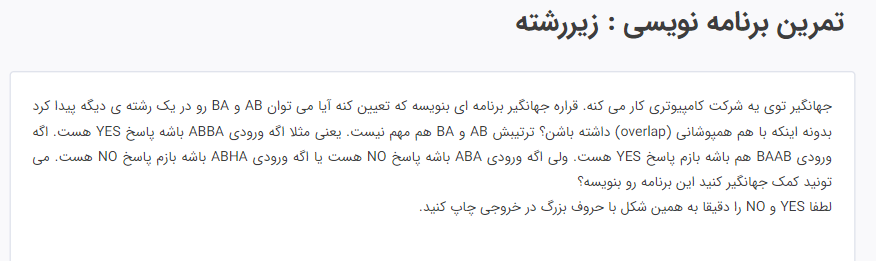 تمرین برنامه نویسی : زیررشته
جهانگیر توی یه شرکت کامپیوتری کار می کنه. قراره جهانگیر برنامه ای بنویسه که تعیین کنه آیا می توان AB و BA رو در یک رشته ی دیگه پیدا کرد
بدونه اینکه با هم همپوشانی (overlap) داشته باشن؟ ترتیبش AB و BA هم مهم نیست. یعنی مثلا اگه ورودی ABBA باشه پاسخ YES هست. اگه
ورودی BAAB هم باشه بازم پاسخ YES هست. ولی اگه ورودی ABA باشه پاسخ NO هست یا اگه ورودی ABHA باشه بازم پاسخ NO هست. می
تونید کمک جهانگیر کنید این برنامه رو بنویسه؟
لطفا YES و NO را دقیقا به همین شکل با حروف بزرگ در خروجی چاپ کنید.